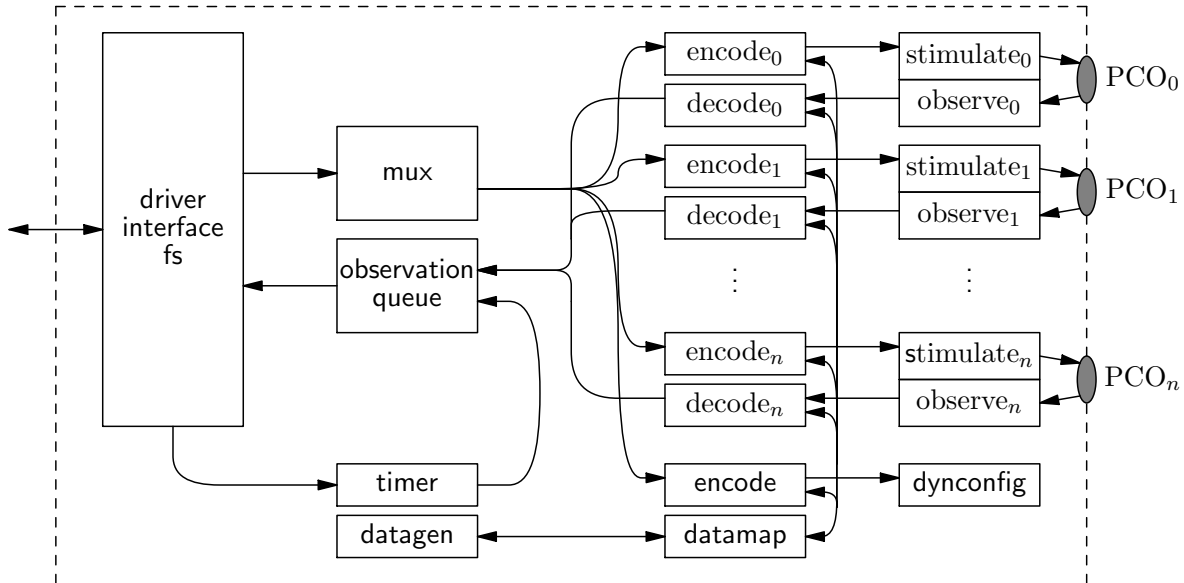 driver
interface
fs
mux
observation
queue
timer
datagen
encode₀
decode₀
encode₁
decode₁
⋮
encodeₙ
decodeₙ
encode
datamap
stimulate₀
observe₀
stimulate₁
observe₁
⋮
stimulateₙ
observeₙ
dynconfig
PCO₀
PCO₁
PCOₙ